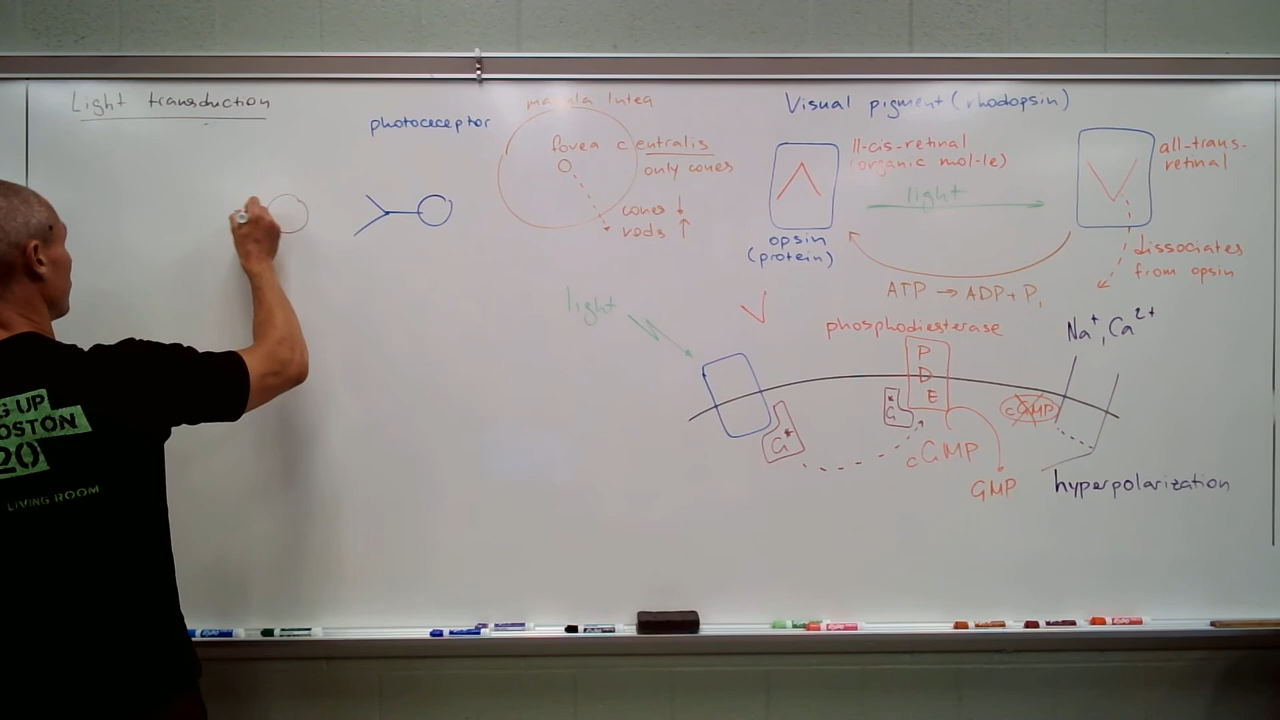 Light transduction
photoceceptor
macula lutea
fovea centralis
only cones
cones ↓
rods ↑
Visual pigment (rhodopsin)
11-cis-retinal
(organic mol-le)
light
all-trans-
retinal
opsin
(protein)
dissociates
from opsin
ATP → ADP + Pi
light
phosphodiesterase
Na+, Ca2+
P
D
E
G*
G*
cGMP
cGMP
GMP
hyperpolarization
G UP
OSTON
20
LIVING ROOM